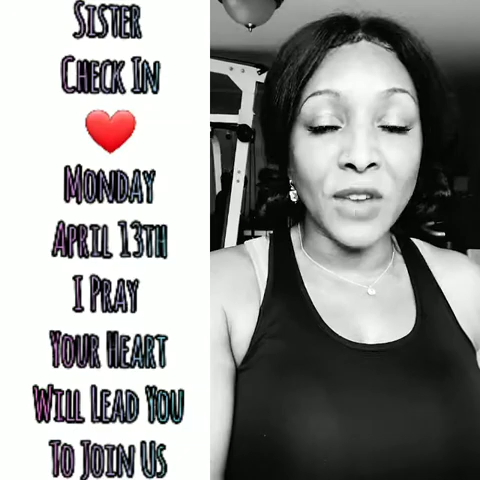 Sister
Check In
Monday
April 13th
I Pray
Your Heart
Will Lead You
To Join Us